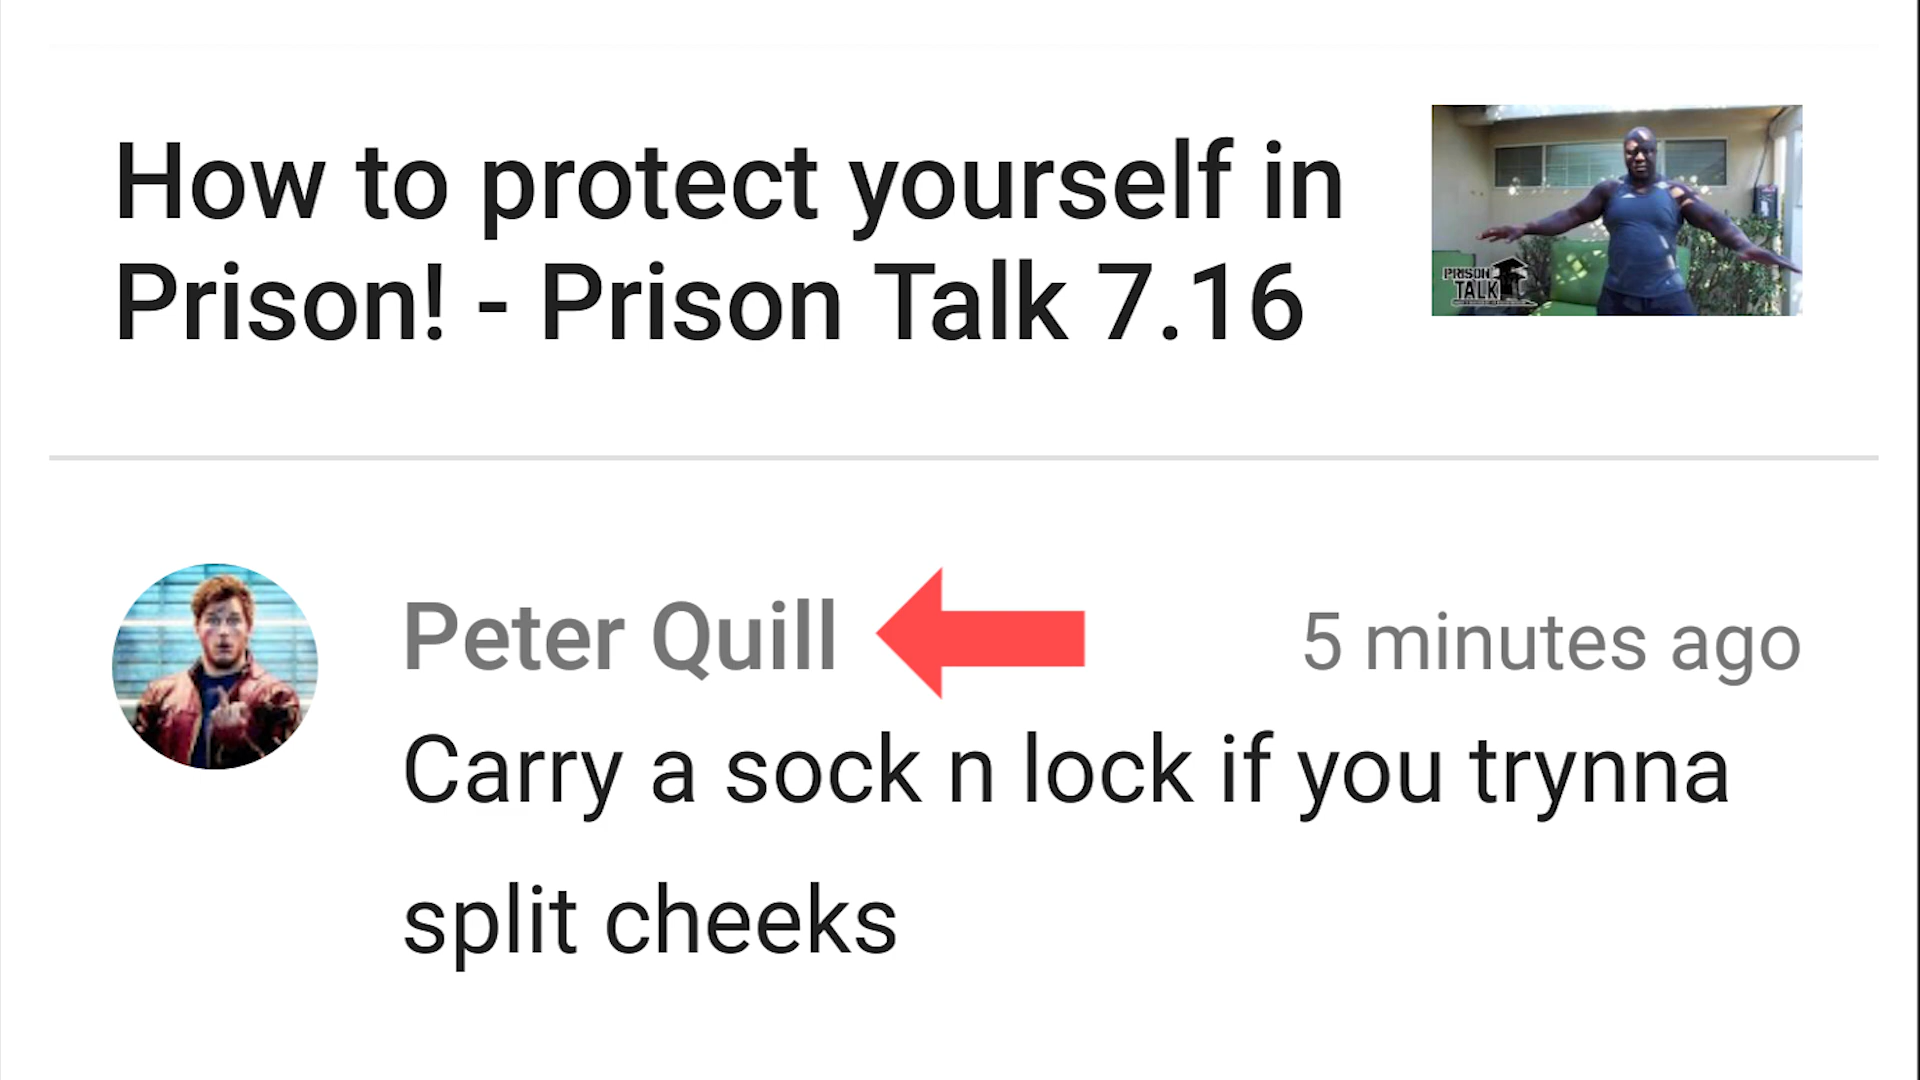 How to protect yourself in
Prison! - Prison Talk 7.16
PRISON
TALK
Peter Quill
5 minutes ago
Carry a sock n lock if you trynna
split cheeks